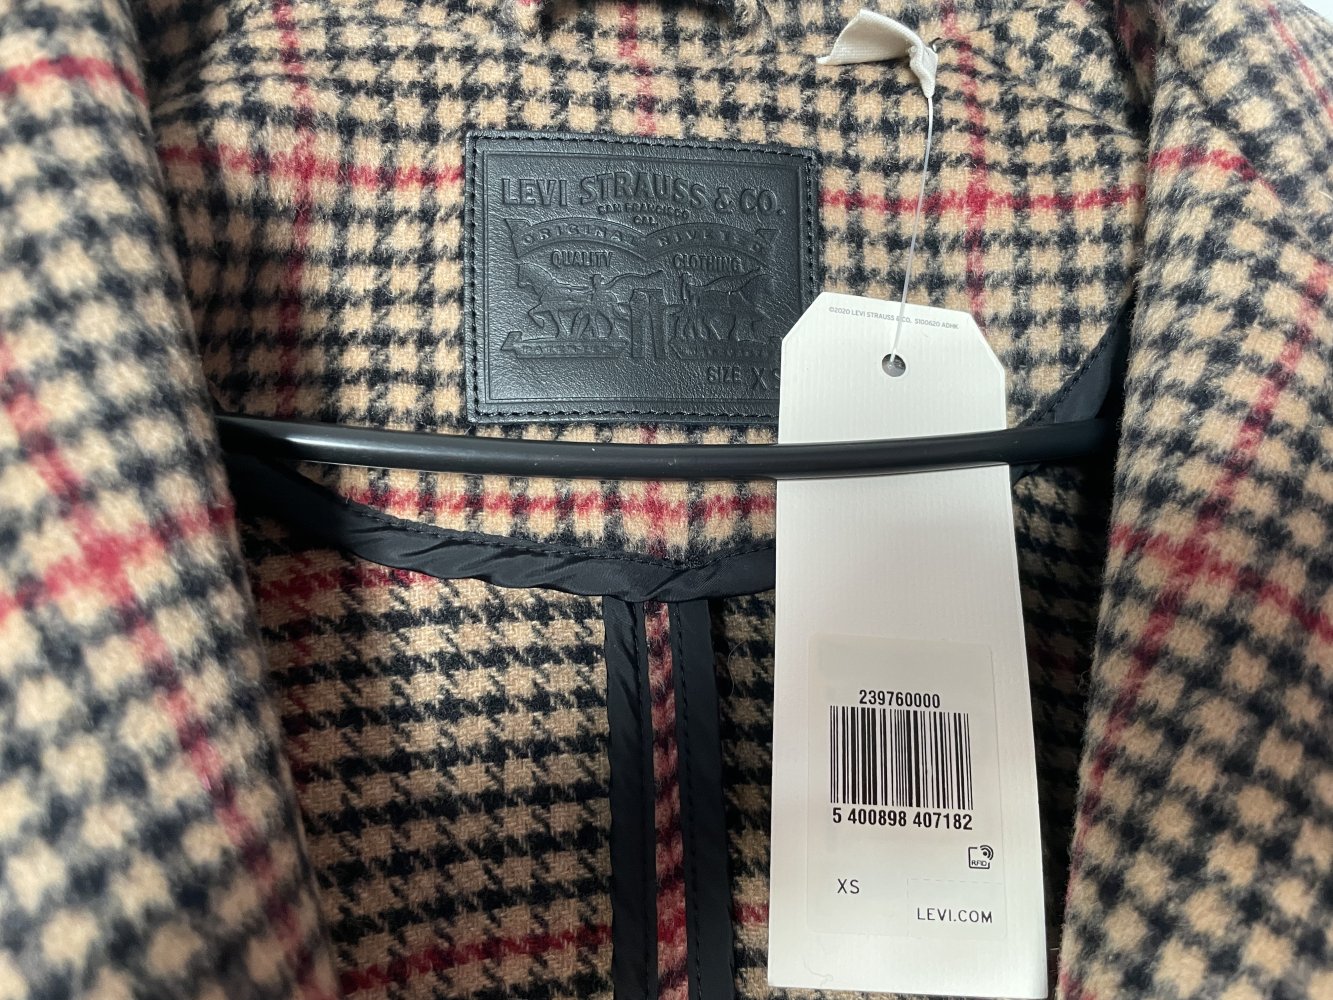 LEVI STRAUSS & CO.
SAN FRANCISCO
CAL.
ORIGINAL RIVETED
QUALITY CLOTHING
SIZE XS
©2020 LEVI STRAUSS & CO. S100620 ADHK
239760000
5 400898 407182
RFID
XS
LEVI.COM